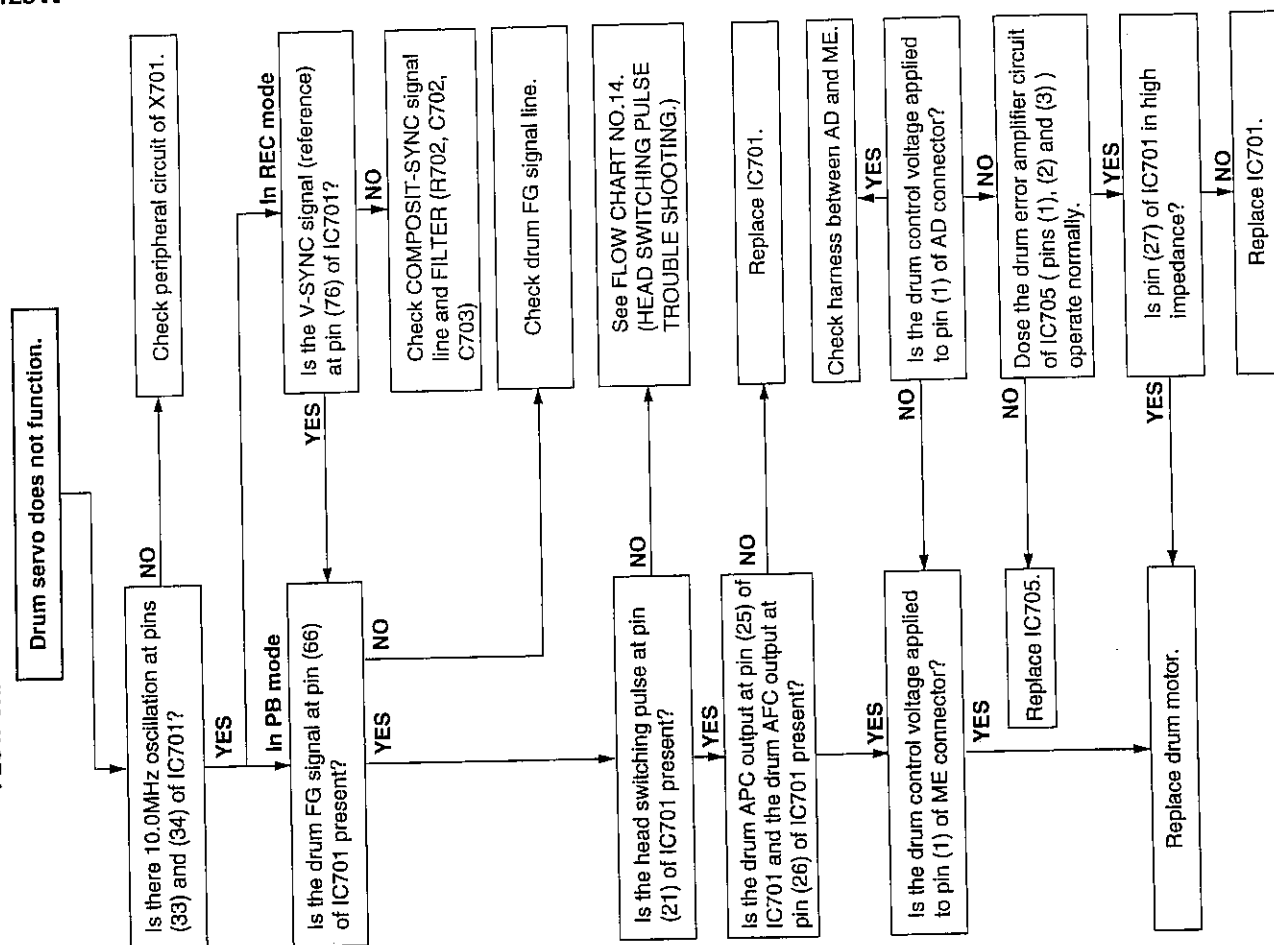 Drum servo does not function.
Is there 10.0MHz oscillation at pins
(33) and (34) of IC701?
NO
Check peripheral circuit of X701.
YES
In PB mode
In REC mode
Is the V-SYNC signal (reference)
at pin (76) of IC701?
YES
NO
Check COMPOSIT-SYNC signal
line and FILTER (R702, C702,
C703)
Is the drum FG signal at pin (66)
of IC701 present?
NO
Check drum FG signal line.
YES
Is the head switching pulse at pin
(21) of IC701 present?
NO
See FLOW CHART NO.14.
(HEAD SWITCHING PULSE
TROUBLE SHOOTING.)
YES
Is the drum APC output at pin (25) of
IC701 and the drum AFC output at
pin (26) of IC701 present?
NO
Replace IC701.
YES
Is the drum control voltage applied
to pin (1) of ME connector?
NO
YES
Check harness between AD and ME.
YES
Is the drum control voltage applied
to pin (1) of AD connector?
NO
Dose the drum error amplifier circuit
of IC705 ( pins (1), (2) and (3) )
operate normally.
NO
Replace IC705.
YES
Is pin (27) of IC701 in high
impedance?
YES
Replace drum motor.
NO
Replace IC701.